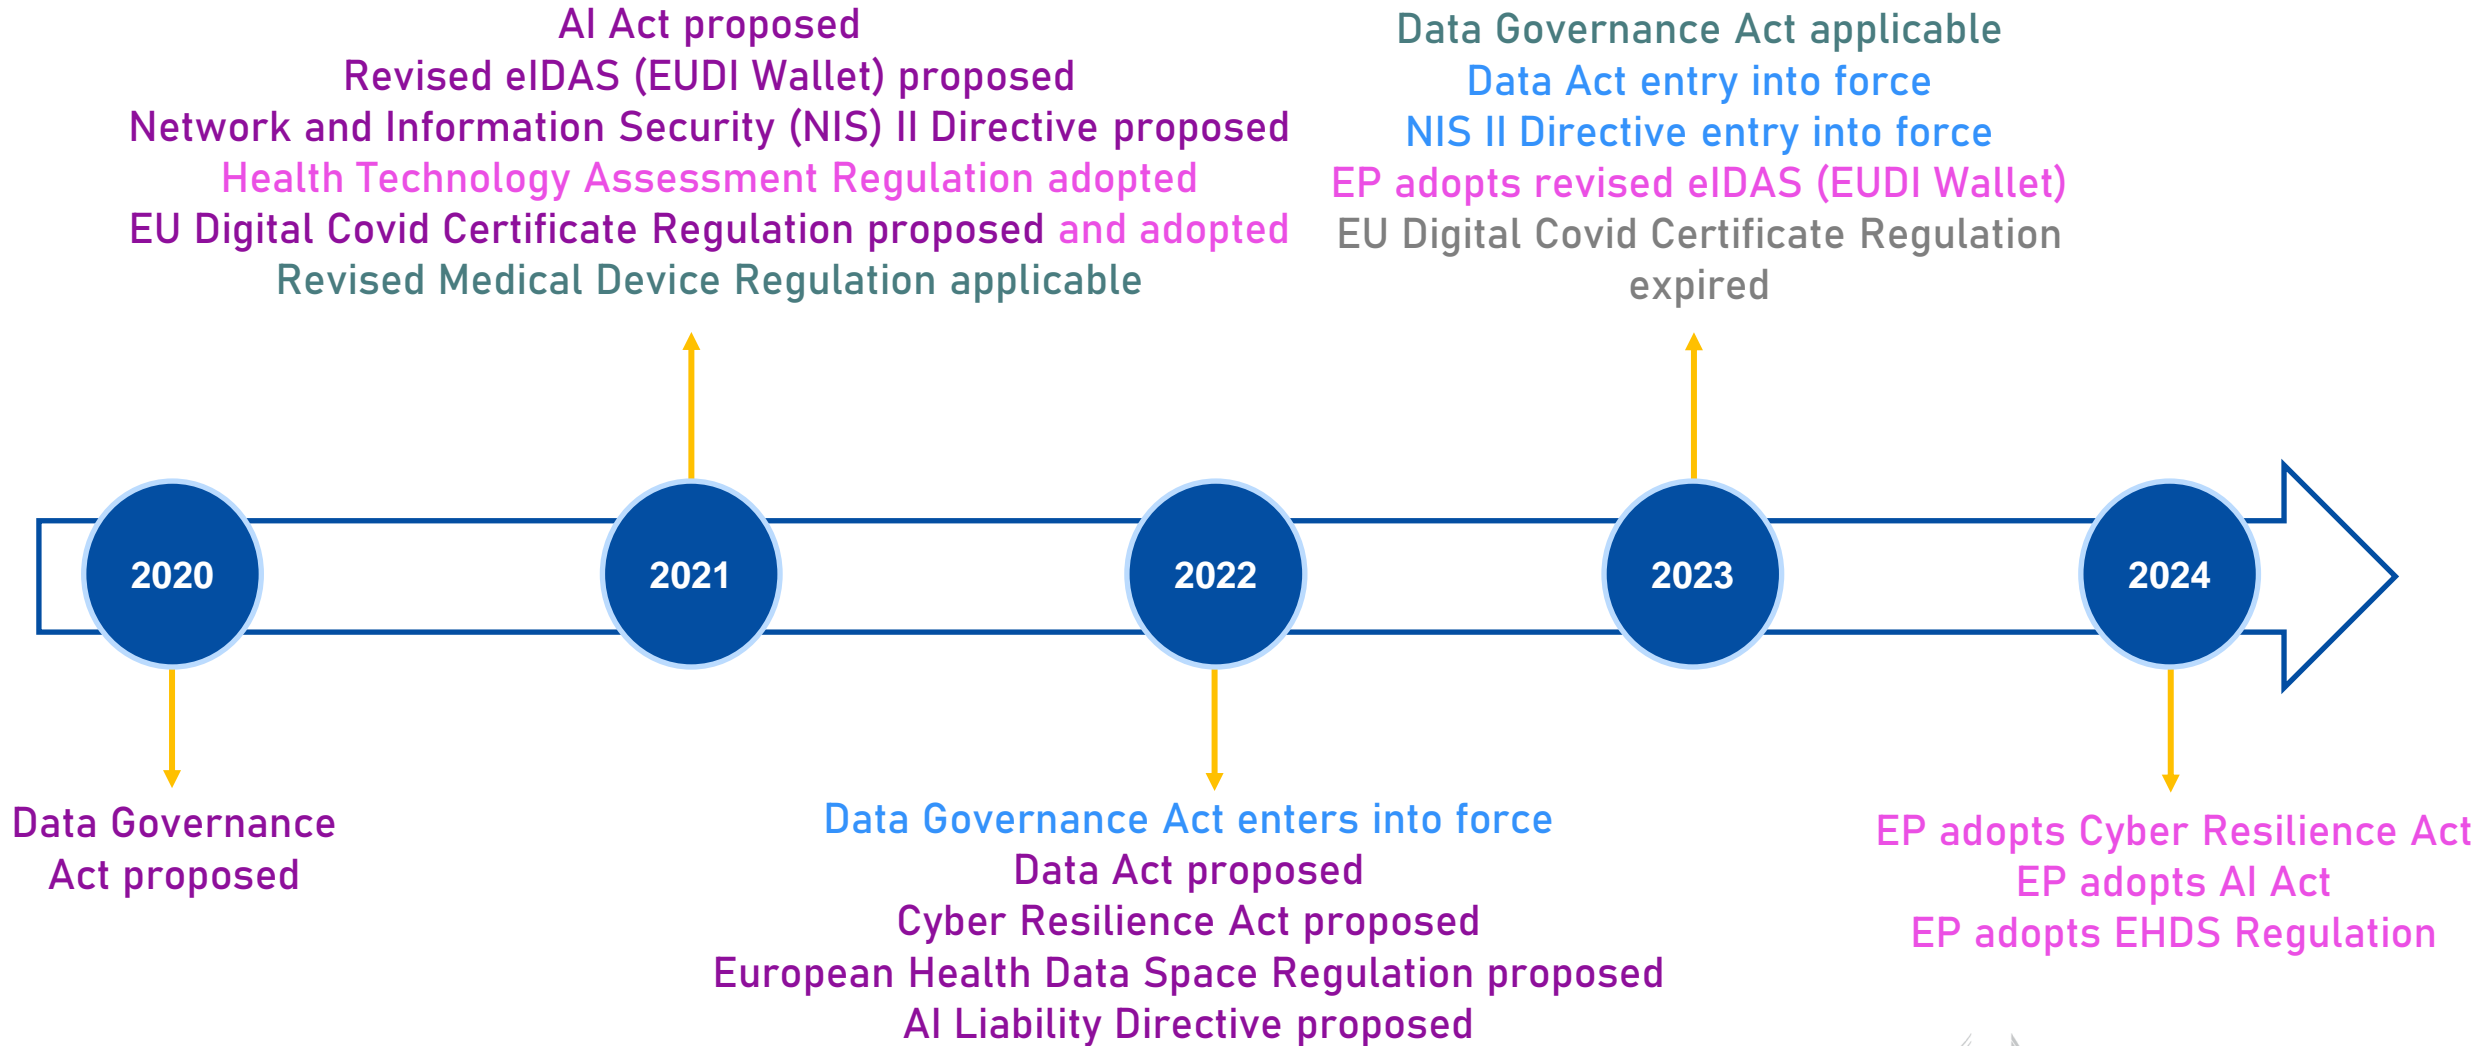 AI Act proposed
Revised eIDAS (EUDI Wallet) proposed
Network and Information Security (NIS) II Directive proposed
Health Technology Assessment Regulation adopted
EU Digital Covid Certificate Regulation proposed and adopted
Revised Medical Device Regulation applicable
Data Governance Act applicable
Data Act entry into force
NIS II Directive entry into force
EP adopts revised eIDAS (EUDI Wallet)
EU Digital Covid Certificate Regulation
expired
2020
2021
2022
2023
2024
Data Governance
Act proposed
Data Governance Act enters into force
Data Act proposed
Cyber Resilience Act proposed
European Health Data Space Regulation proposed
AI Liability Directive proposed
EP adopts Cyber Resilience Act
EP adopts AI Act
EP adopts EHDS Regulation